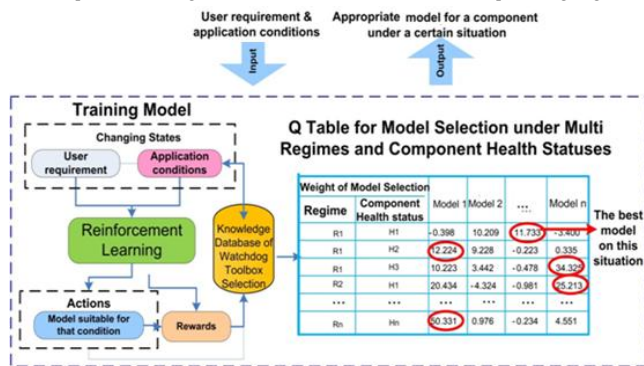 User requirement &
application conditions
Appropriate model for a component
under a certain situation
Input
Output
Training Model
Changing States
User
requirement
Application
conditions
Reinforcement
Learning
Knowledge
Database of
Watchdog
Toolbox
Selection
Actions
Model suitable for
that condition
Rewards
Q Table for Model Selection under Multi
Regimes and Component Health Statuses
Weight of Model Selection
Regime Component Health status Model 1 Model 2 ... Model n
R1 H1 -0.398 10.209 11.733 -3.400
R1 H2 12.224 9.228 -0.223 0.335
R1 H3 10.223 3.442 -0.478 34.325
R2 H1 20.434 -4.324 -0.981 25.213
... ... ... ... ... ...
Rn Hn 50.331 0.976 -0.234 4.551
The best
model
on this
situation